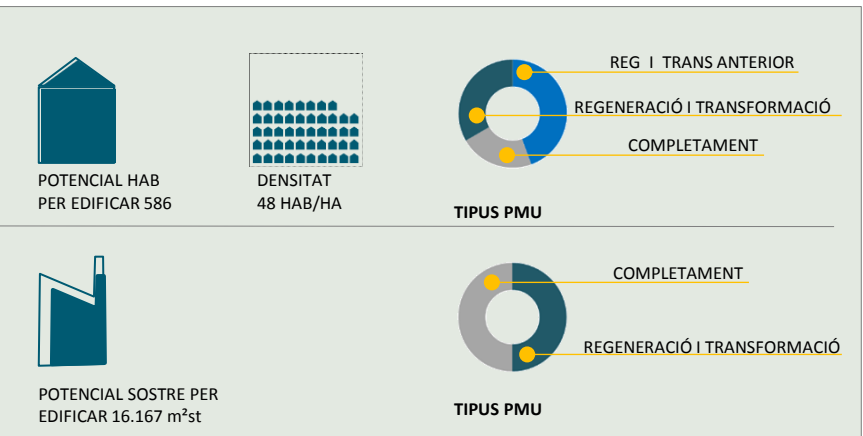 POTENCIAL HAB
PER EDIFICAR 586
DENSITAT
48 HAB/HA
REG I TRANS ANTERIOR
REGENERACIÓ I TRANSFORMACIÓ
COMPLETAMENT
TIPUS PMU
POTENCIAL SOSTRE PER
EDIFICAR 16.167 m²st
COMPLETAMENT
REGENERACIÓ I TRANSFORMACIÓ
TIPUS PMU